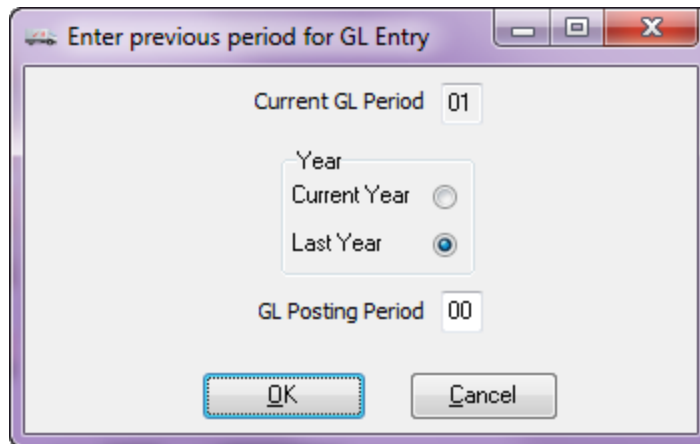 Enter previous period for GL Entry
Current GL Period 01
Year
Current Year
Last Year
GL Posting Period 00
OK Cancel